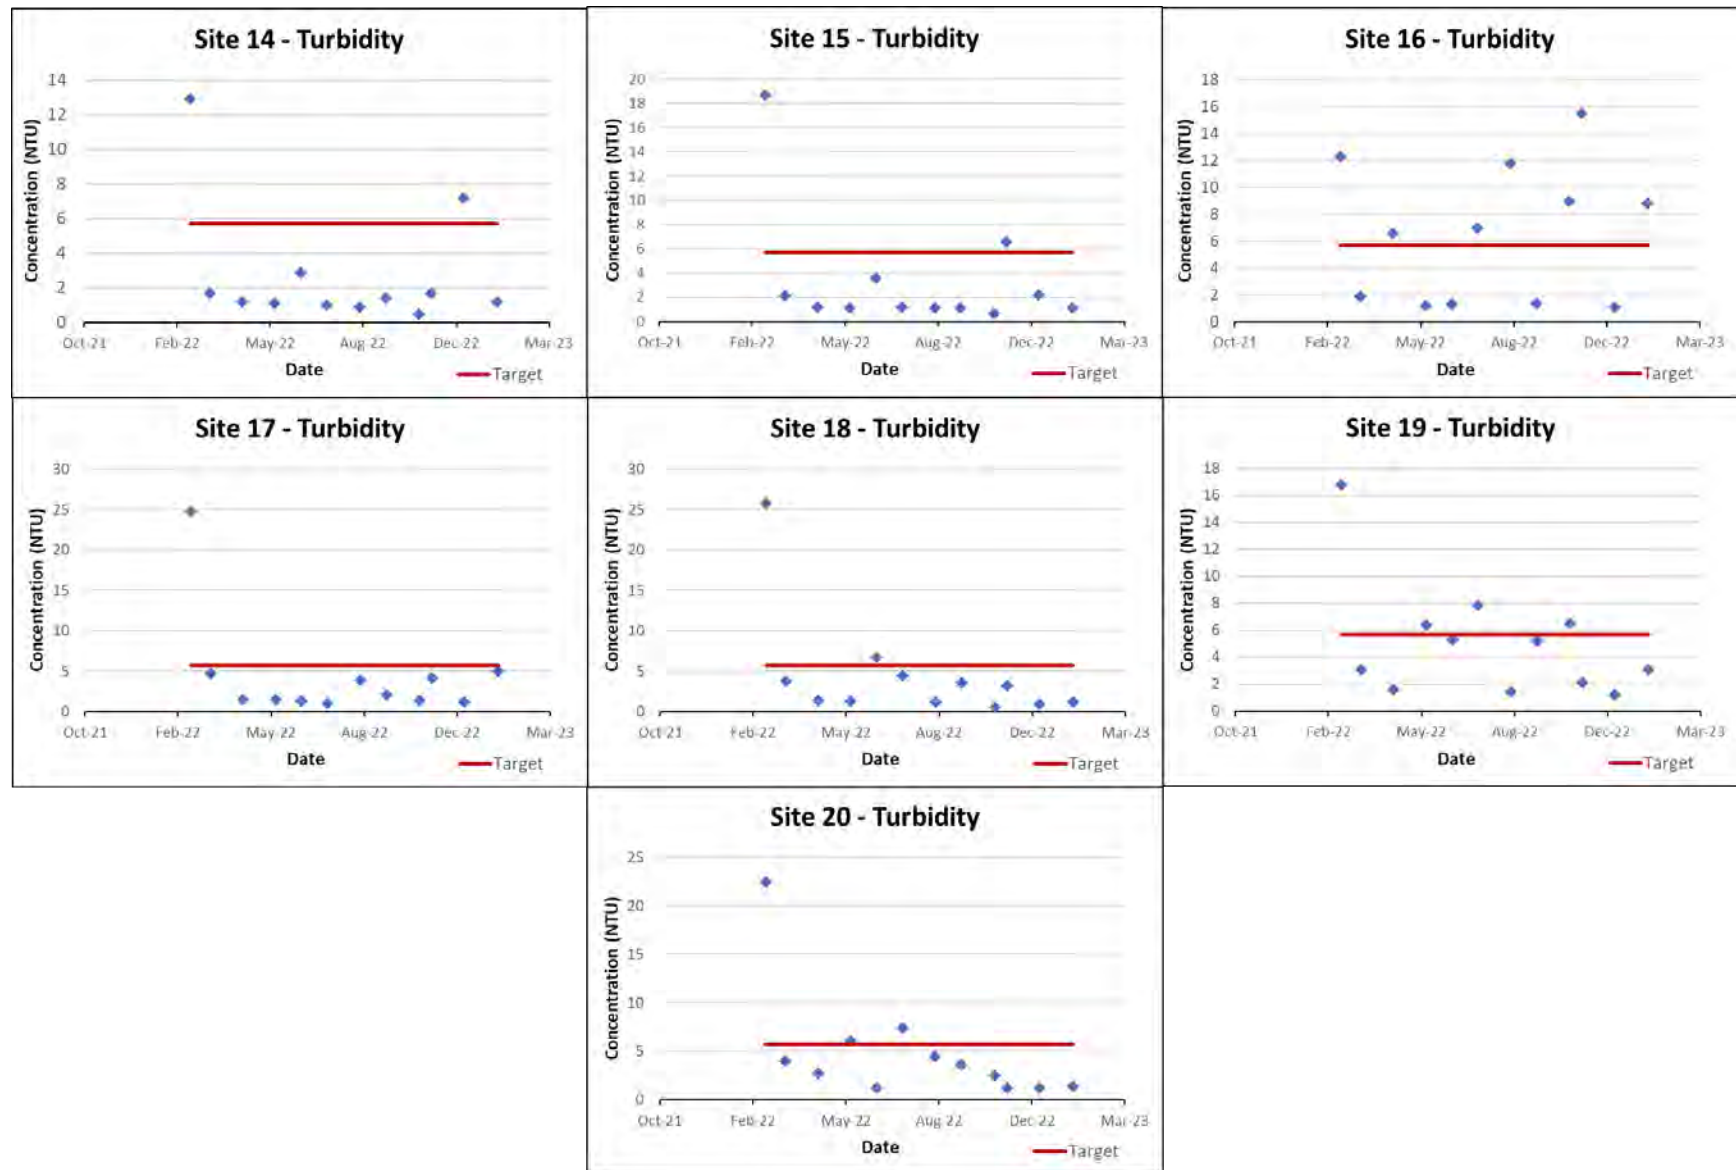 Site 14 - Turbidity
Concentration (NTU)
14
12
10
8
6
4
2
0
Oct-21 Feb-22 May-22 Aug-22 Dec-22 Mar-23
Date
Target
Site 15 - Turbidity
Concentration (NTU)
20
18
16
14
12
10
8
6
4
2
0
Oct-21 Feb-22 May-22 Aug-22 Dec-22 Mar-23
Date
Target
Site 16 - Turbidity
Concentration (NTU)
18
16
14
12
10
8
6
4
2
0
Oct-21 Feb-22 May-22 Aug-22 Dec-22 Mar-23
Date
Target
Site 17 - Turbidity
Concentration (NTU)
30
25
20
15
10
5
0
Oct-21 Feb-22 May-22 Aug-22 Dec-22 Mar-23
Date
Target
Site 18 - Turbidity
Concentration (NTU)
30
25
20
15
10
5
0
Oct-21 Feb-22 May-22 Aug-22 Dec-22 Mar-23
Date
Target
Site 19 - Turbidity
Concentration (NTU)
18
16
14
12
10
8
6
4
2
0
Oct-21 Feb-22 May-22 Aug-22 Dec-22 Mar-23
Date
Target
Site 20 - Turbidity
Concentration (NTU)
25
20
15
10
5
0
Oct-21 Feb-22 May-22 Aug-22 Dec-22 Mar-23
Date
Target